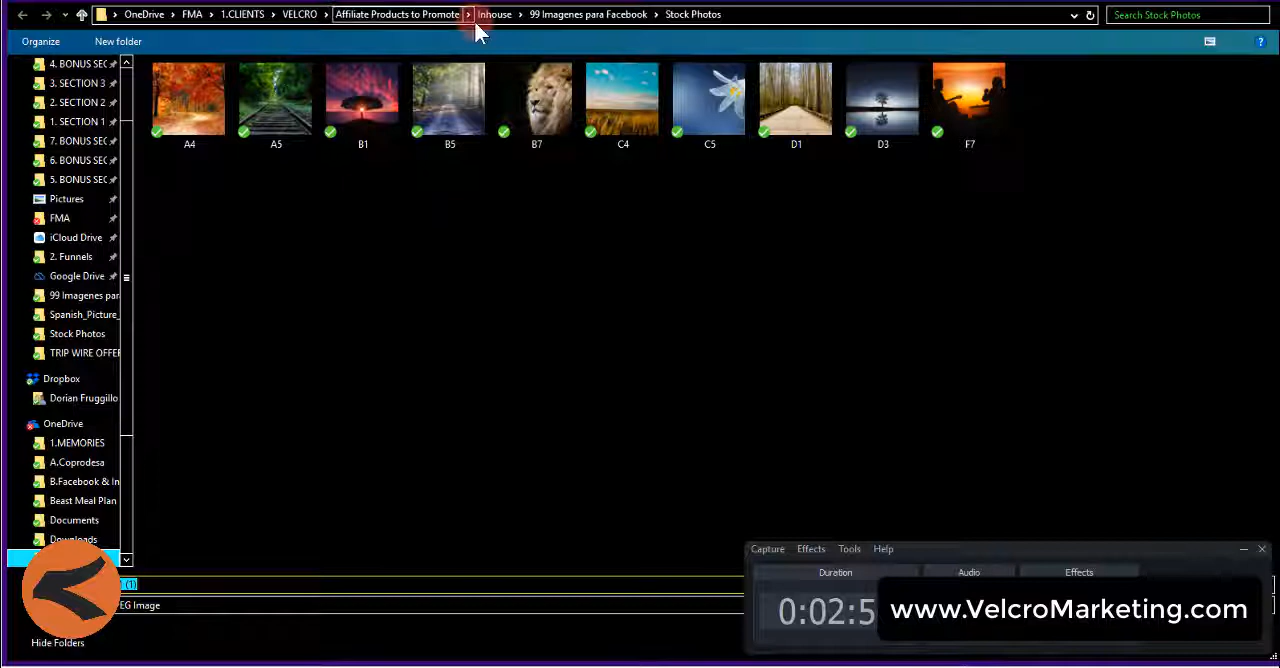 OneDrive > FMA > 1.CLIENTS > VELCRO > Affiliate Products to Promote > Inhouse > 99 Imagenes para Facebook > Stock Photos
Search Stock Photos
Organize
New folder
4. BONUS SEC
3. SECTION 3
2. SECTION 2
1. SECTION 1
7. BONUS SEC
6. BONUS SEC
5. BONUS SEC
Pictures
FMA
iCloud Drive
2. Funnels
Google Drive
99 Imagenes par
Spanish_Picture_
Stock Photos
TRIP WIRE OFFER
Dropbox
Dorian Fruggillo
OneDrive
1.MEMORIES
A.Coprodesa
B.Facebook & In
Beast Meal Plan
Documents
Downloads
A4
A5
B1
B5
B7
C4
C5
D1
D3
F7
(1)
EG Image
Hide Folders
Capture
Effects
Tools
Help
Duration
Audio
Effects
0:02:5
www.VelcroMarketing.com